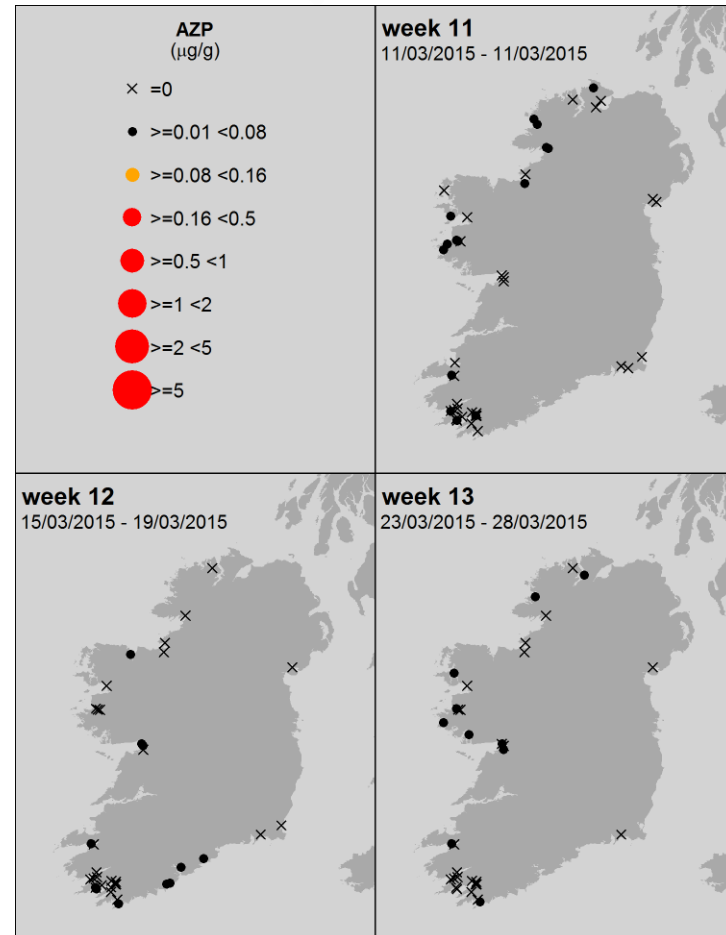 AZP
(µg/g)
=0
>=0.01 <0.08
>=0.08 <0.16
>=0.16 <0.5
>=0.5 <1
>=1 <2
>=2 <5
>=5
week 11
11/03/2015 - 11/03/2015
week 12
15/03/2015 - 19/03/2015
week 13
23/03/2015 - 28/03/2015